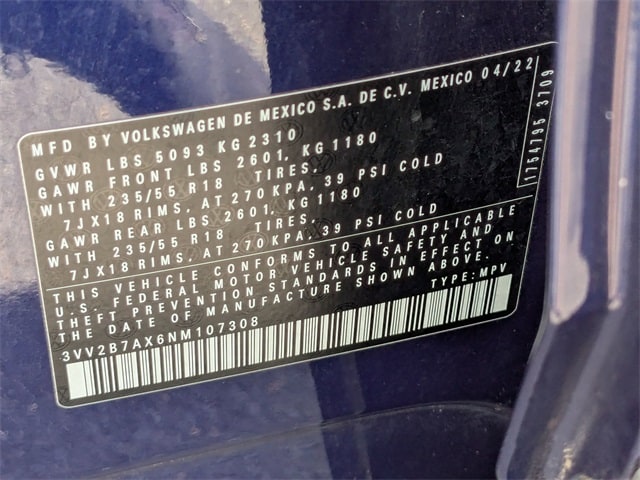 MFD BY VOLKSWAGEN DE MEXICO S.A. DE C.V. MEXICO 04/22
GVWR LBS 5093 KG 2310
GAWR FRONT LBS 2601, KG 1180
WITH 235/55 R18 TIRES,
7JX18 RIMS, AT 270 KPA, 39 PSI COLD
GAWR REAR LBS 2601, KG 1180
WITH 235/55 R18 TIRES,
7JX18 RIMS, AT 270 KPA, 39 PSI COLD
THIS VEHICLE CONFORMS TO ALL APPLICABLE
U.S. FEDERAL MOTOR VEHICLE SAFETY AND
THEFT PREVENTION STANDARDS IN EFFECT ON
THE DATE OF MANUFACTURE SHOWN ABOVE.
TYPE: MPV
3VV2B7AX6NM107308
1754795 3709